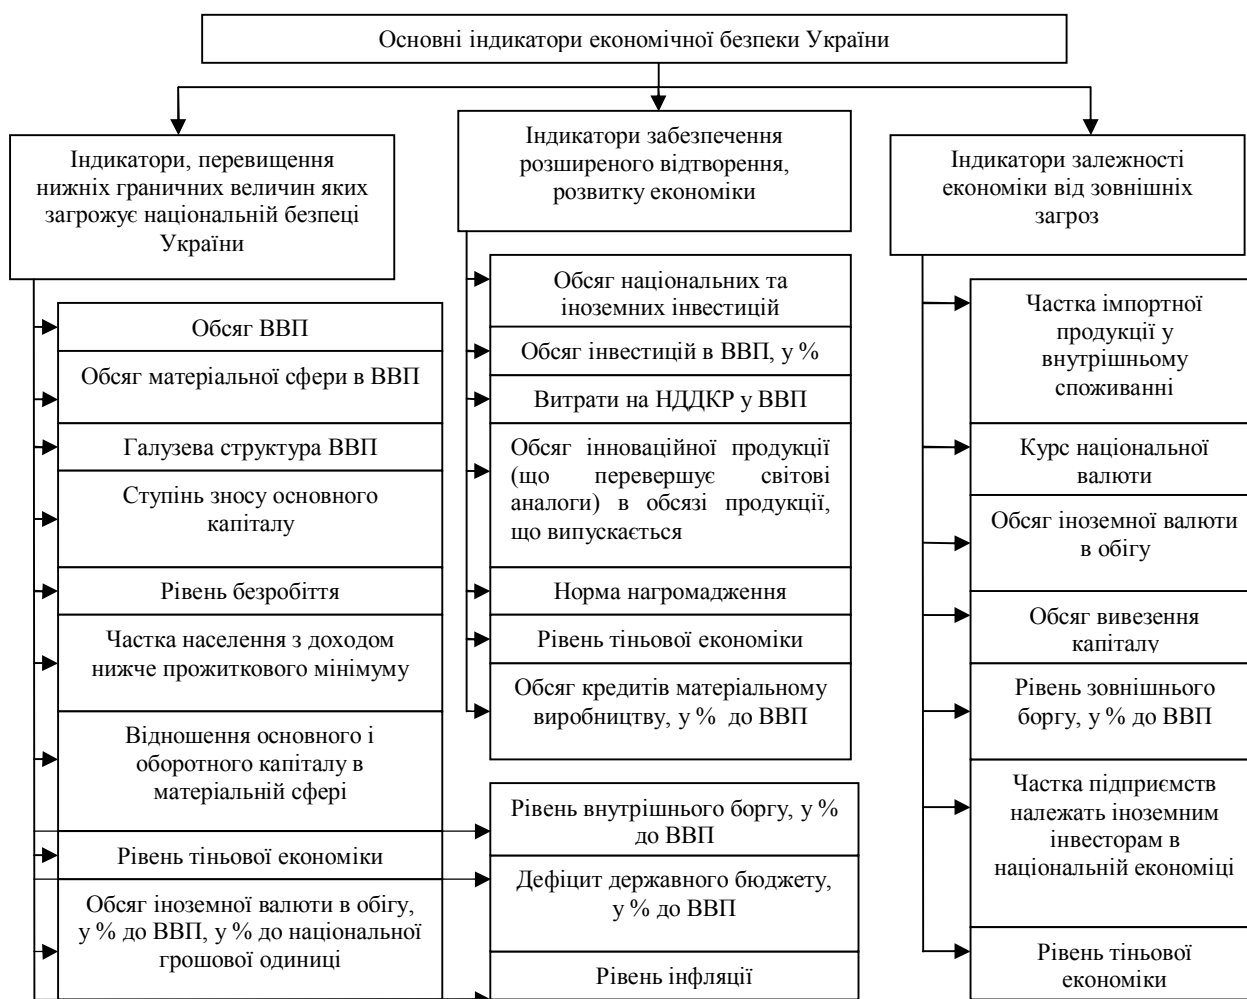 Основні індикатори економічної безпеки України
Індикатори, перевищення
нижніх граничних величин яких
загрожує національній безпеці
України
Обсяг ВВП
Обсяг матеріальної сфери в ВВП
Галузева структура ВВП
Ступінь зносу основного
капіталу
Рівень безробіття
Частка населення з доходом
нижче прожиткового мінімуму
Відношення основного і
оборотного капіталу в
матеріальній сфері
Рівень тіньової економіки
Обсяг іноземної валюти в обігу,
у % до ВВП, у % до національної
грошової одиниці
Рівень внутрішнього боргу, у %
до ВВП
Дефіцит державного бюджету,
у % до ВВП
Рівень інфляції
Індикатори забезпечення
розширеного відтворення,
розвитку економіки
Обсяг національних та
іноземних інвестицій
Обсяг інвестицій в ВВП, у %
Витрати на НДДКР у ВВП
Обсяг інноваційної продукції
(що перевершує світові
аналоги) в обсязі продукції,
що випускається
Норма нагромадження
Рівень тіньової економіки
Обсяг кредитів матеріальному
виробництву, у % до ВВП
Індикатори залежності
економіки від зовнішніх
загроз
Частка імпортної
продукції у
внутрішньому
споживанні
Курс національної
валюти
Обсяг іноземної валюти
в обігу
Обсяг вивезення
капіталу
Рівень зовнішнього
боргу, у % до ВВП
Частка підприємств
належать іноземним
інвесторам в
національній економіці
Рівень тіньової
економіки